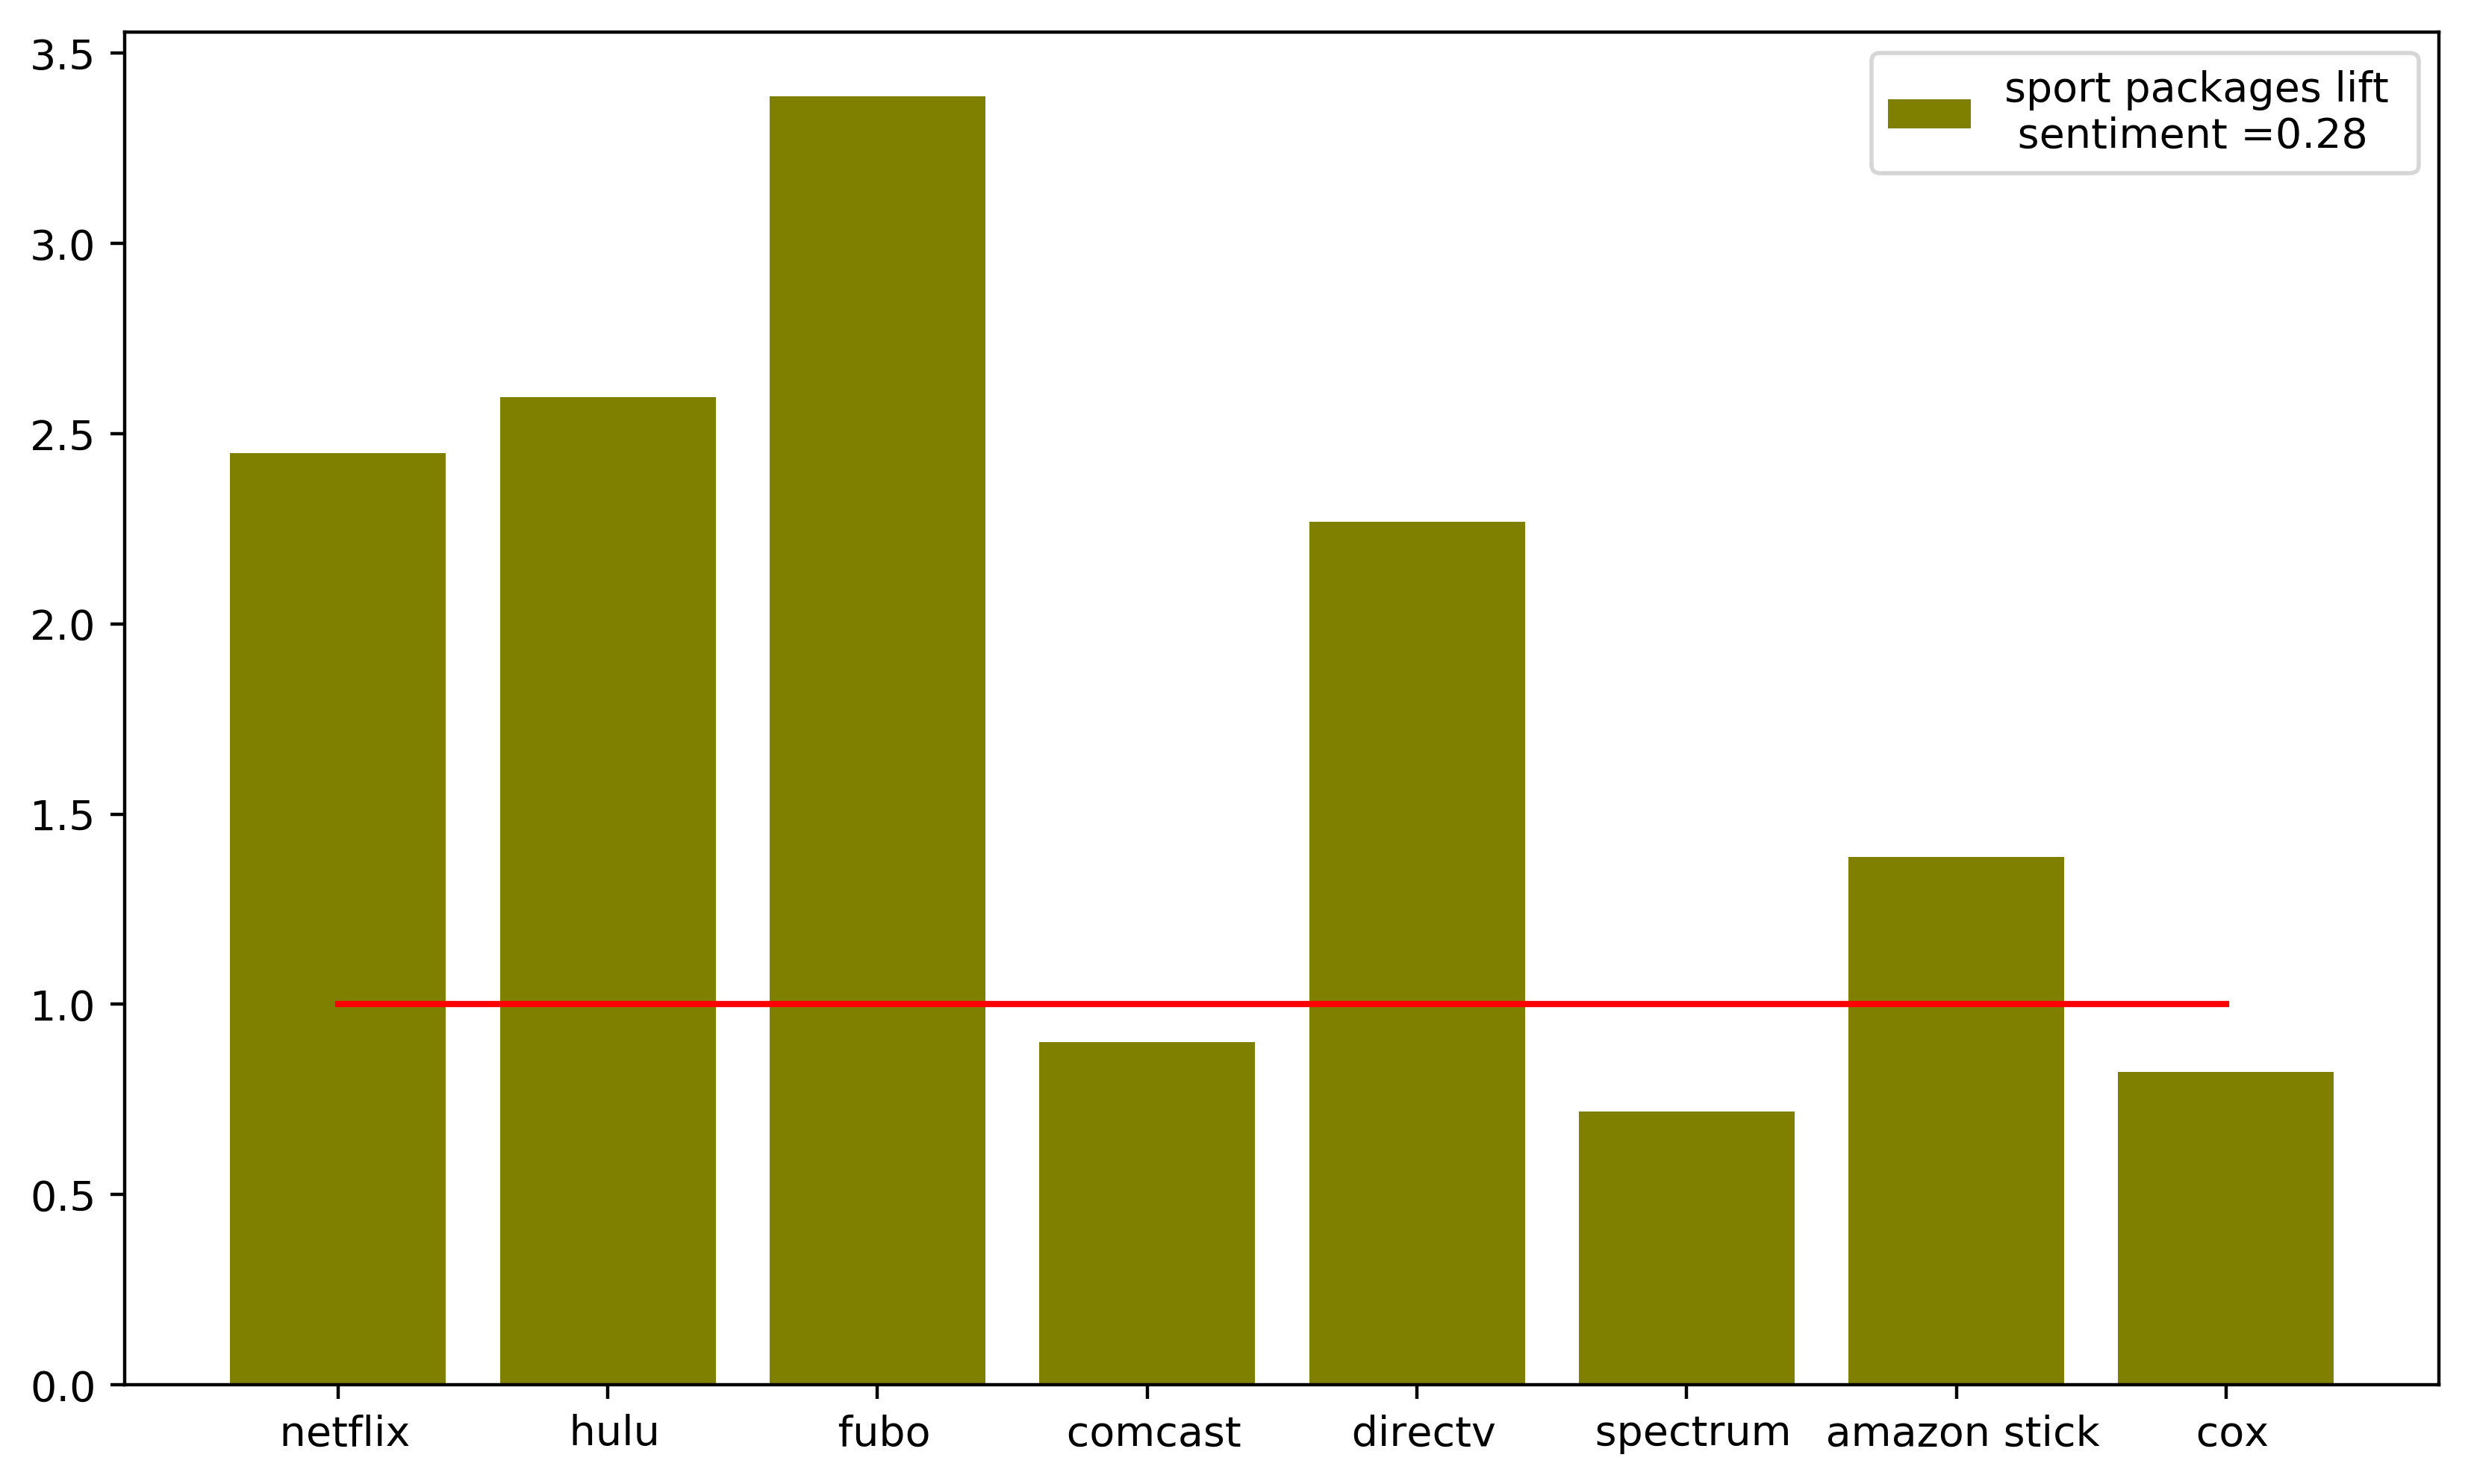 3.5
3.0
2.5
2.0
1.5
1.0
0.5
0.0
sport packages lift
sentiment =0.28
netflix hulu fubo comcast directv spectrum amazon stick cox